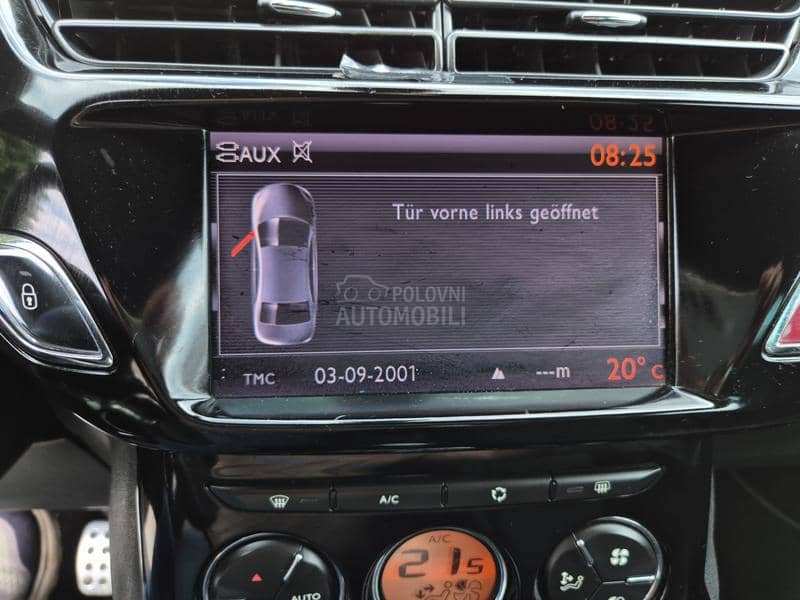 AUX 08:25
Tür vorne links geöffnet
POLOVNI
AUTOMOBILI
TMC 03-09-2001 ---m 20° C
A/C
A/C
21.5
AUTO